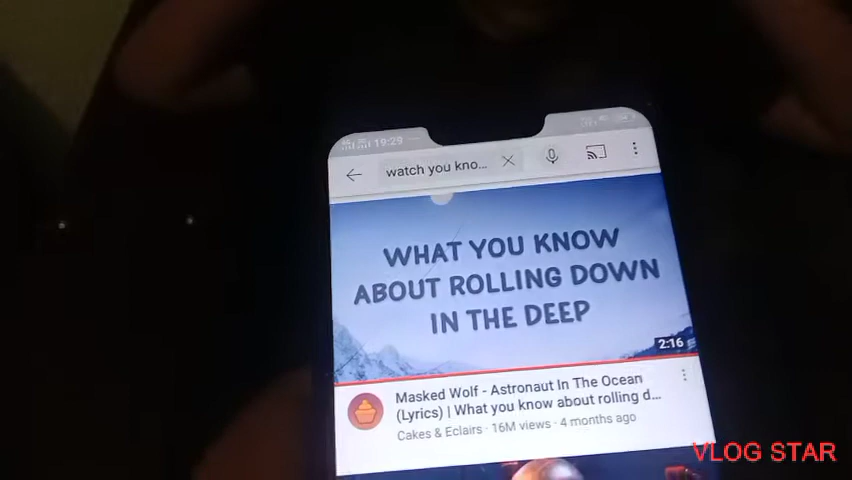 19:29
watch you kno...
WHAT YOU KNOW
ABOUT ROLLING DOWN
IN THE DEEP
2:16
Masked Wolf - Astronaut In The Ocean
(Lyrics) | What you know about rolling d...
Cakes & Eclairs · 16M views · 4 months ago
VLOG STAR